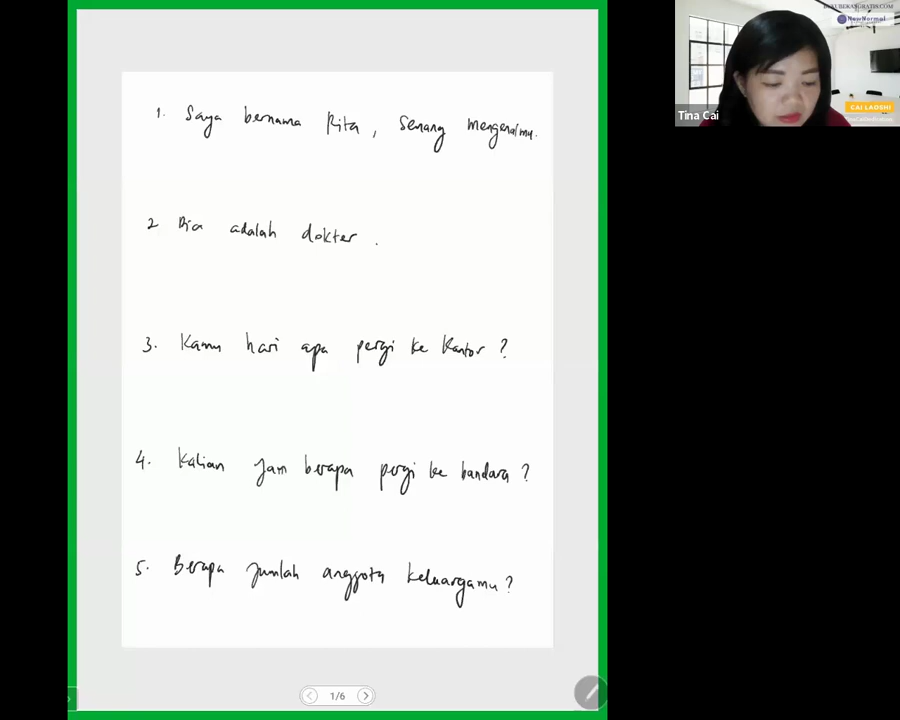 1. Saya bernama Rita, Senang mengenalmu.
2 Dia adalah dokter.
3. Kamu hari apa pergi ke Kantor?
4. Kalian Jam berapa pergi ke bandara?
5. Berapa Jumlah anggota keluargamu?
1/6
NewNormal
CAI LAOSHI
Tina Cai